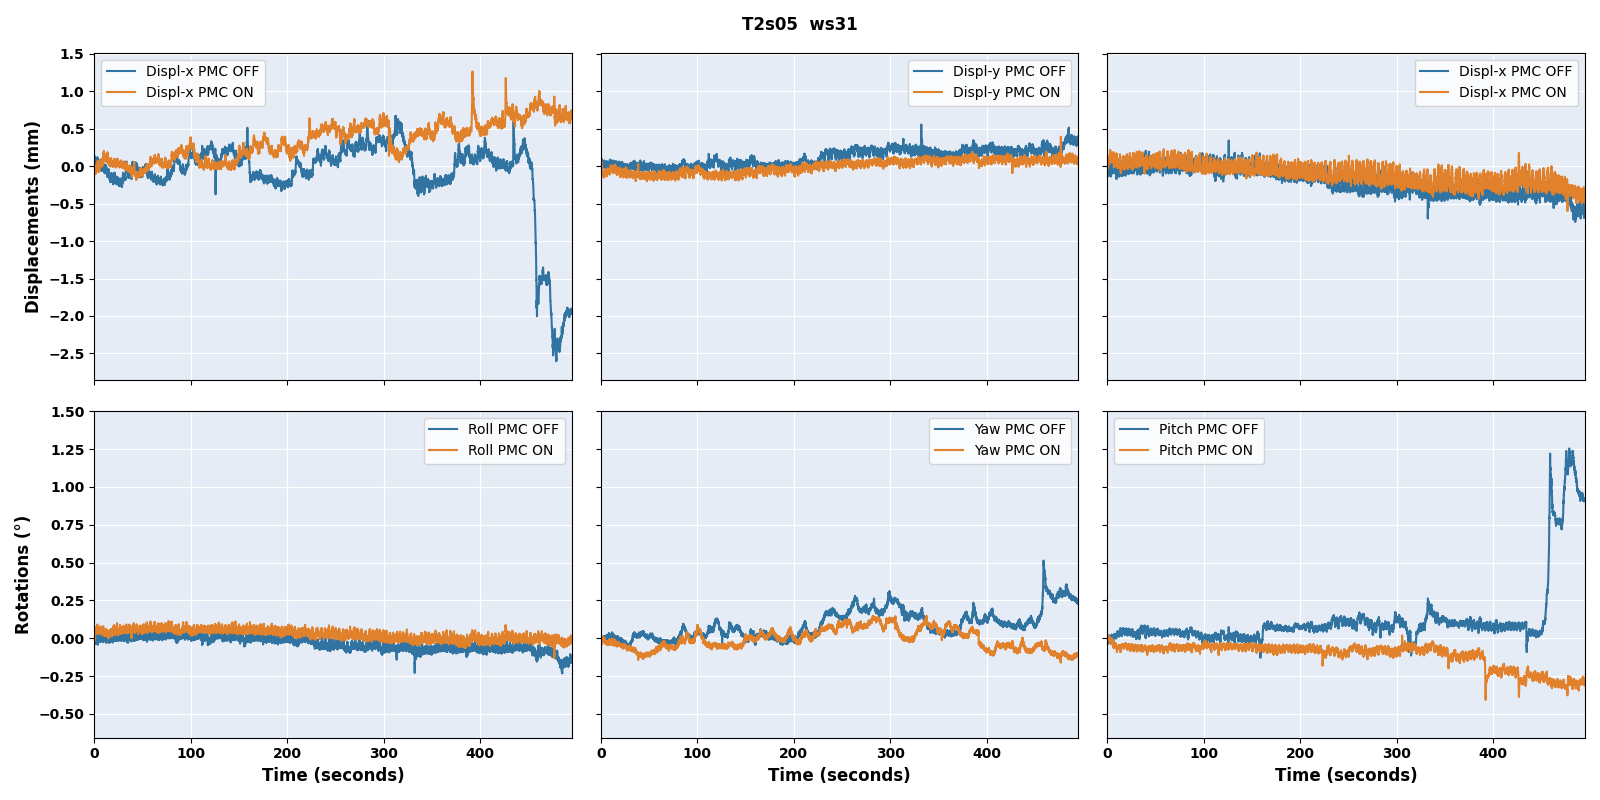 T2s05 ws31
Displacements (mm)
1.5
1.0
0.5
0.0
−0.5
−1.0
−1.5
−2.0
−2.5
Displ-x PMC OFF
Displ-x PMC ON
Displ-y PMC OFF
Displ-y PMC ON
Displ-x PMC OFF
Displ-x PMC ON
Rotations (°)
1.50
1.25
1.00
0.75
0.50
0.25
0.00
−0.25
−0.50
Roll PMC OFF
Roll PMC ON
Yaw PMC OFF
Yaw PMC ON
Pitch PMC OFF
Pitch PMC ON
0 100 200 300 400
0 100 200 300 400
0 100 200 300 400
Time (seconds)
Time (seconds)
Time (seconds)